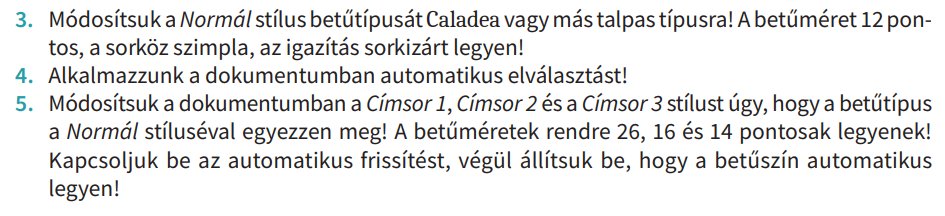 3. Módosítsuk a Normál stílus betűtípusát Caladea vagy más talpas típusra! A betűméret 12 pon-
tos, a sorköz szimpla, az igazítás sorkizárt legyen!
4. Alkalmazzunk a dokumentumban automatikus elválasztást!
5. Módosítsuk a dokumentumban a Címsor 1, Címsor 2 és a Címsor 3 stílust úgy, hogy a betűtípus
a Normál stíluséval egyezzen meg! A betűméretek rendre 26, 16 és 14 pontosak legyenek!
Kapcsoljuk be az automatikus frissítést, végül állítsuk be, hogy a betűszín automatikus
legyen!